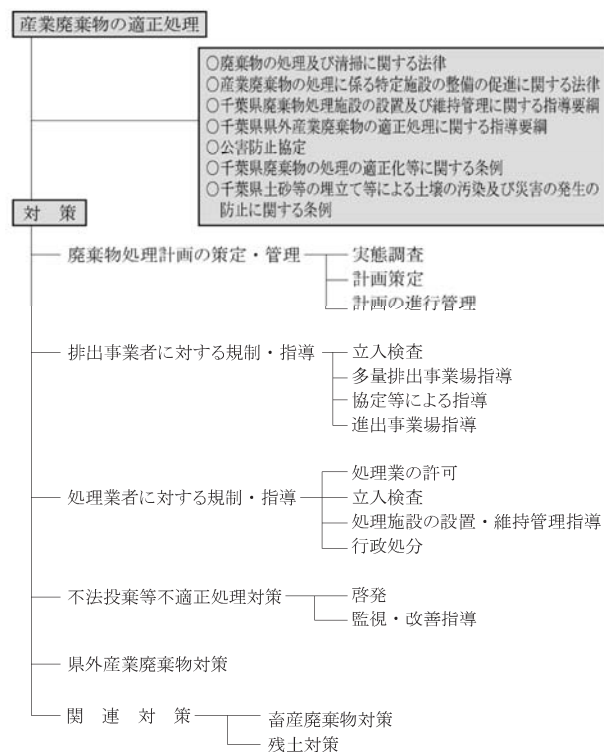 産業廃棄物の適正処理
○廃棄物の処理及び清掃に関する法律
○産業廃棄物の処理に係る特定施設の整備の促進に関する法律
○千葉県廃棄物処理施設の設置及び維持管理に関する指導要綱
○千葉県県外産業廃棄物の適正処理に関する指導要綱
○公害防止協定
○千葉県廃棄物の処理の適正化等に関する条例
○千葉県土砂等の埋立て等による土壌の汚染及び災害の発生の
防止に関する条例
対　策
廃棄物処理計画の策定・管理
実態調査
計画策定
計画の進行管理
排出事業者に対する規制・指導
立入検査
多量排出事業場指導
協定等による指導
進出事業場指導
処理業者に対する規制・指導
処理業の許可
立入検査
処理施設の設置・維持管理指導
行政処分
不法投棄等不適正処理対策
啓発
監視・改善指導
県外産業廃棄物対策
関　連　対　策
畜産廃棄物対策
残土対策